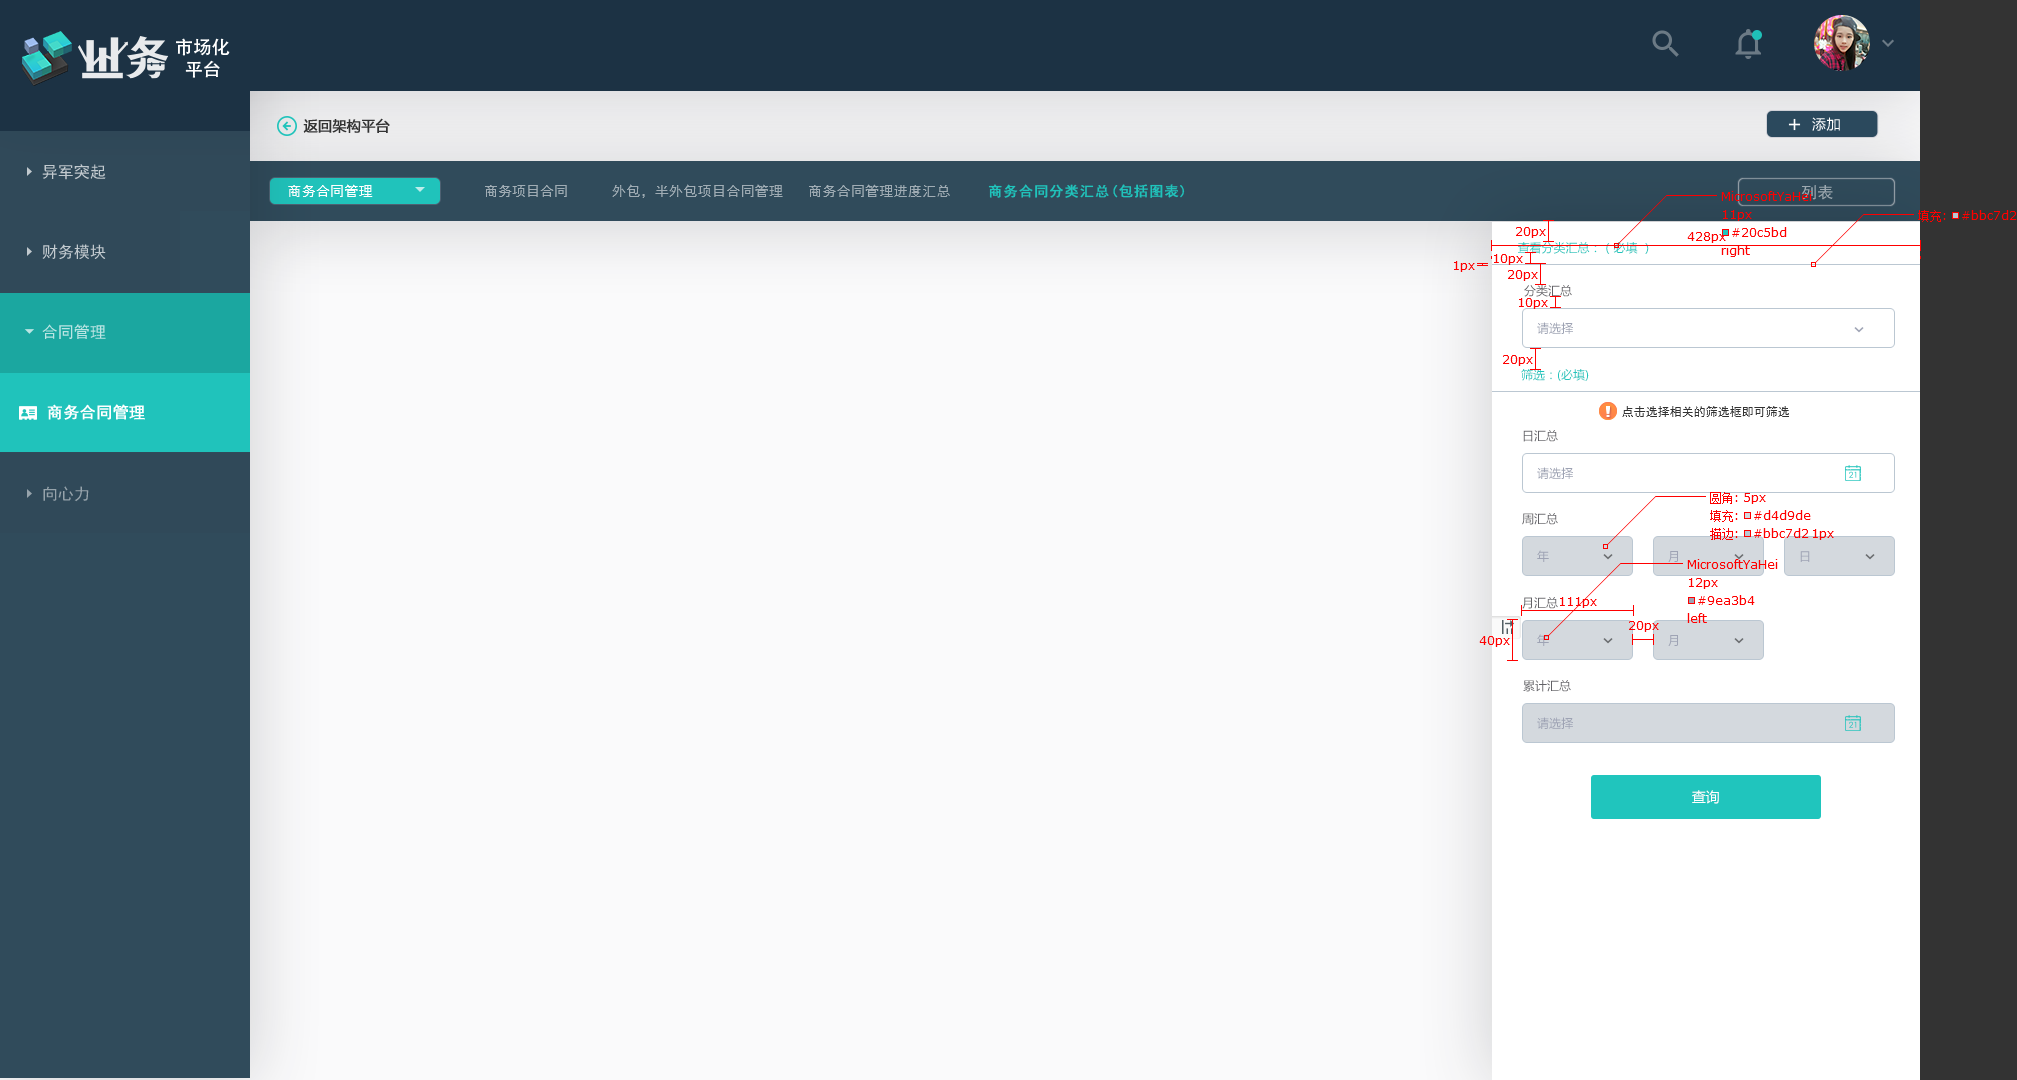 业务 市场化
平台
返回架构平台
添加
异军突起
财务模块
合同管理
商务合同管理
向心力
商务合同管理
商务项目合同
外包，半外包项目合同管理
商务合同管理进度汇总
商务合同分类汇总(包括图表)
列表
MicrosoftYaHei
11px
#20c5bd
right
填充: #bbc7d2
20px
428px
查看分类汇总：( 必填 )
1px
10px
20px
分类汇总
10px
请选择
20px
筛选：(必填)
点击选择相关的筛选框即可筛选
日汇总
请选择
21
圆角: 5px
填充: #d4d9de
描边: #bbc7d2 1px
周汇总
年
月
日
MicrosoftYaHei
12px
#9ea3b4
left
月汇总
111px
20px
40px
年
月
累计汇总
请选择
21
查询